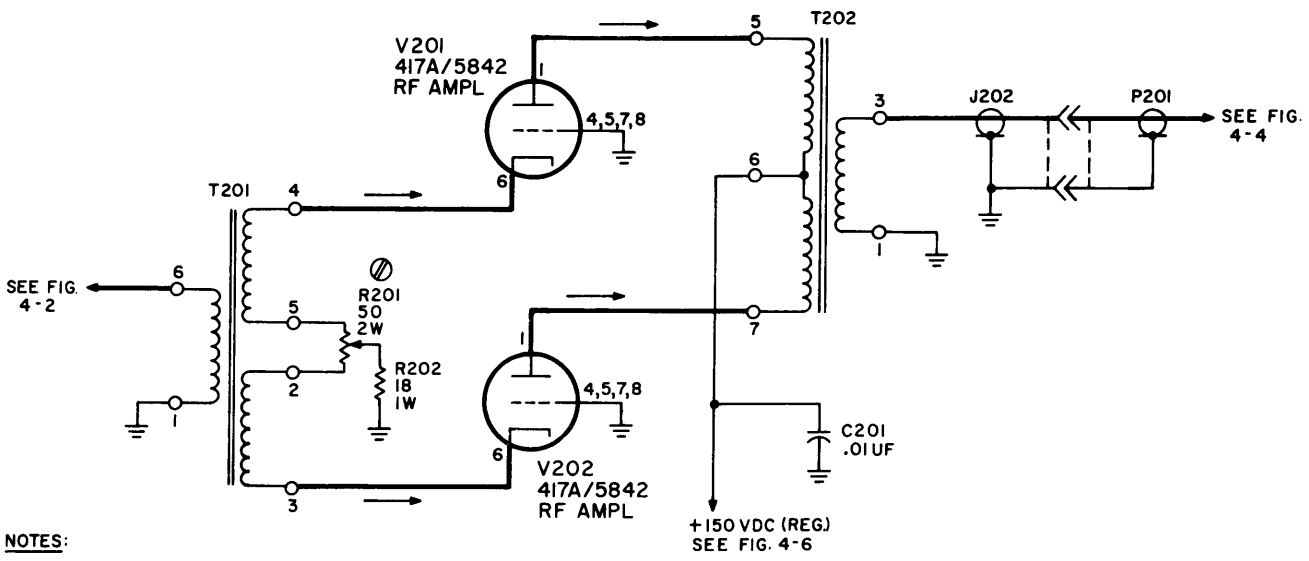 T202
5
V201
417A/5842
RF AMPL
1
4,5,7,8
6
3
J202
P201
SEE FIG.
4-4
6
1
T201
4
6
SEE FIG.
4-2
R201
50
2W
5
2
R202
18
1W
1
3
7
1
4,5,7,8
6
V202
417A/5842
RF AMPL
C201
.01UF
+150 VDC (REG.)
SEE FIG. 4-6
NOTES: